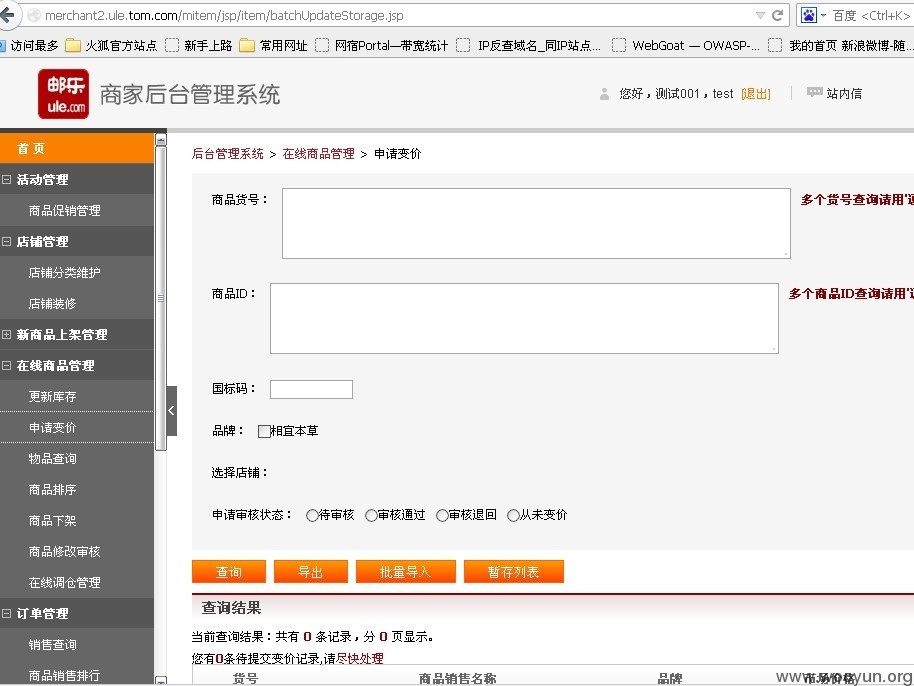 merchant2.ule.tom.com/mitem/jsp/item/batchUpdateStorage.jsp
百度 <Ctrl+K>
访问最多 火狐官方站点 新手上路 常用网址 网宿Portal—带宽统计 IP反查域名_同IP站点... WebGoat — OWASP-... 我的首页 新浪微博-随...
邮乐 ule.com 商家后台管理系统 您好，测试001，test [退出] 站内信
首 页
活动管理
商品促销管理
店铺管理
店铺分类维护
店铺装修
新商品上架管理
在线商品管理
更新库存
申请变价
物品查询
商品排序
商品下架
商品修改审核
在线调仓管理
订单管理
销售查询
商品销售排行
后台管理系统 > 在线商品管理 > 申请变价
商品货号： 多个货号查询请用'
商品ID： 多个商品ID查询请用'
国标码：
品牌： 相宜本草
选择店铺：
申请审核状态： 待审核 审核通过 审核退回 从未变价
查询 导出 批量导入 暂存列表
查询结果
当前查询结果：共有 0 条记录，分 0 页显示。
您有0条待提交变价记录,请尽快处理
货号 商品销售名称 品牌
www.wooyun.org